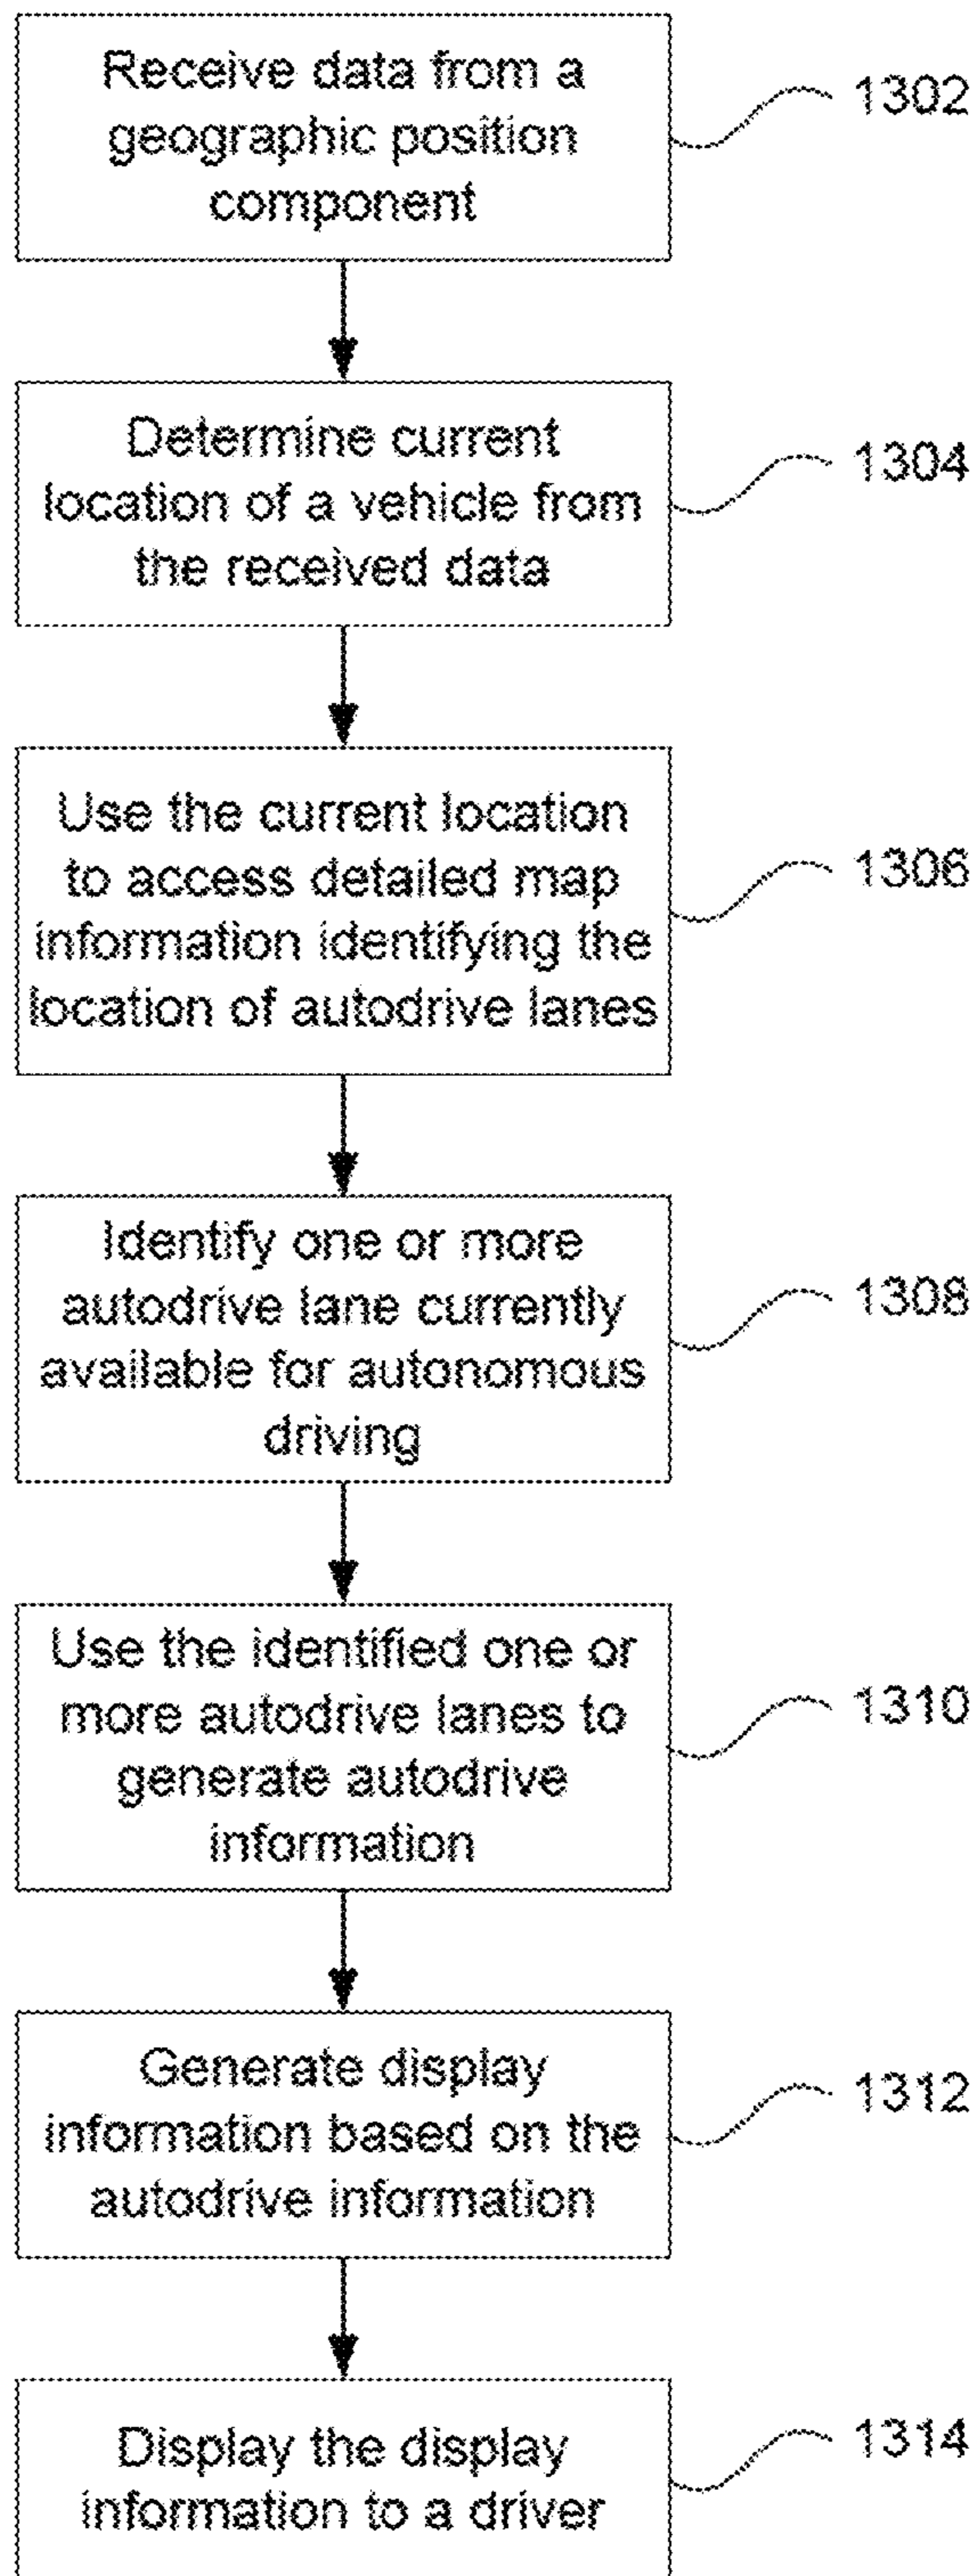 Receive data from a
geographic position
component
1302
Determine current
location of a vehicle from
the received data
1304
Use the current location
to access detailed map
information identifying the
location of autodrive lanes
1306
Identify one or more
autodrive lane currently
available for autonomous
driving
1308
Use the identified one or
more autodrive lanes to
generate autodrive
information
1310
Generate display
information based on the
autodrive information
1312
Display the display
information to a driver
1314